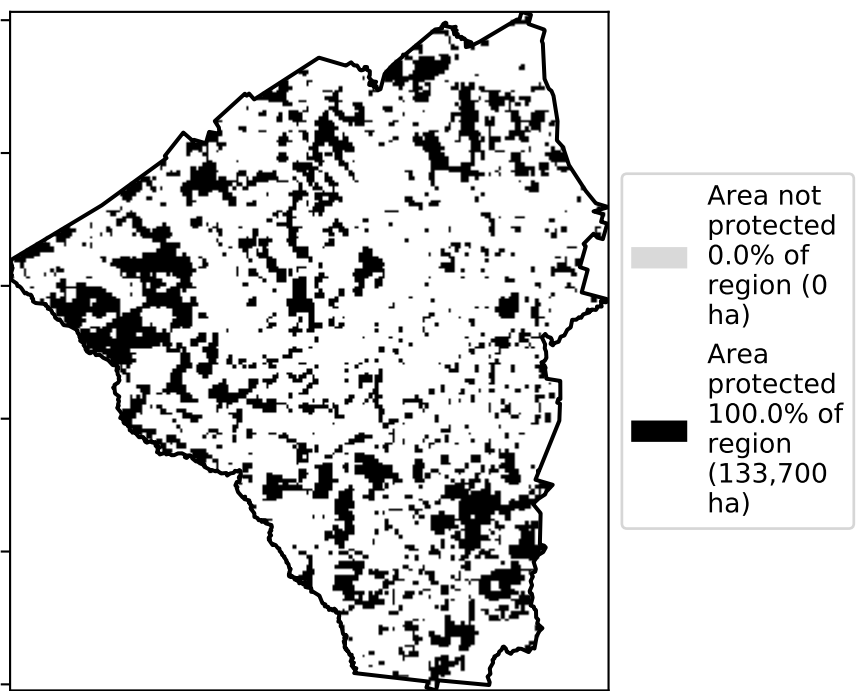 Area not
protected
0.0% of
region (0
ha)
Area
protected
100.0% of
region
(133,700
ha)